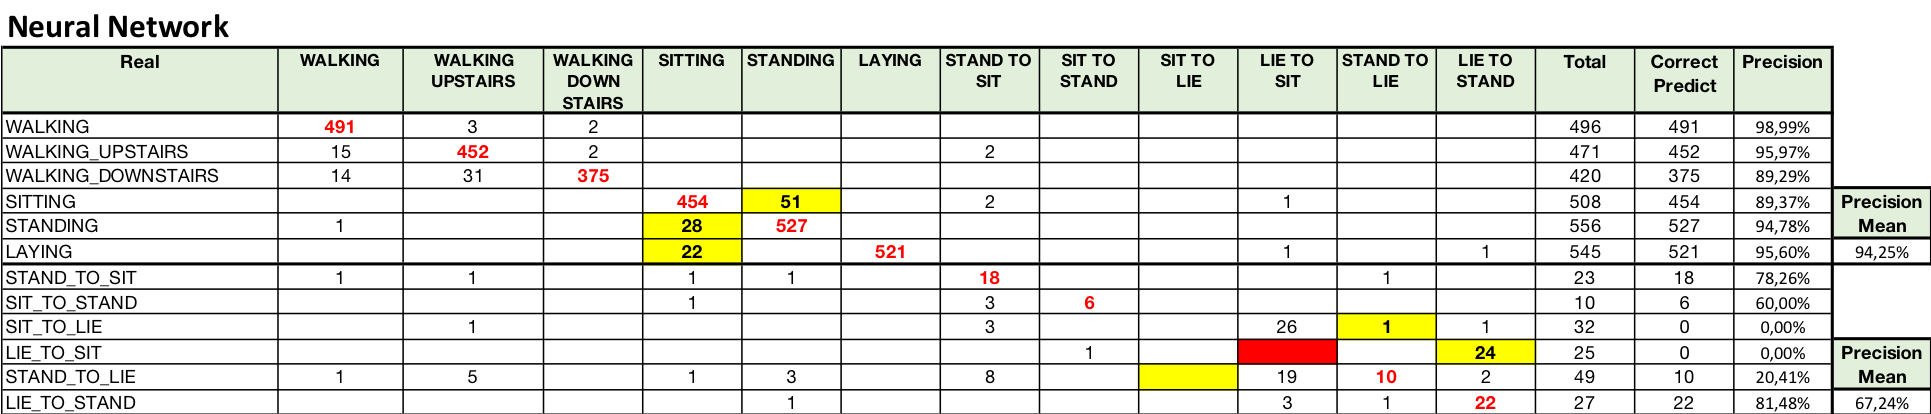 Neural Network
Real WALKING WALKING UPSTAIRS WALKING DOWN STAIRS SITTING STANDING LAYING STAND TO SIT SIT TO STAND SIT TO LIE LIE TO SIT STAND TO LIE LIE TO STAND Total Correct Predict Precision
WALKING 491 3 2 496 491 98,99%
WALKING_UPSTAIRS 15 452 2 2 471 452 95,97%
WALKING_DOWNSTAIRS 14 31 375 420 375 89,29%
SITTING 454 51 2 1 508 454 89,37% Precision
STANDING 1 28 527 556 527 94,78% Mean
LAYING 22 521 1 1 545 521 95,60% 94,25%
STAND_TO_SIT 1 1 1 1 18 1 23 18 78,26%
SIT_TO_STAND 1 3 6 10 6 60,00%
SIT_TO_LIE 1 3 26 1 1 32 0 0,00%
LIE_TO_SIT 1 24 25 0 0,00% Precision
STAND_TO_LIE 1 5 1 3 8 19 10 2 49 10 20,41% Mean
LIE_TO_STAND 1 3 1 22 27 22 81,48% 67,24%